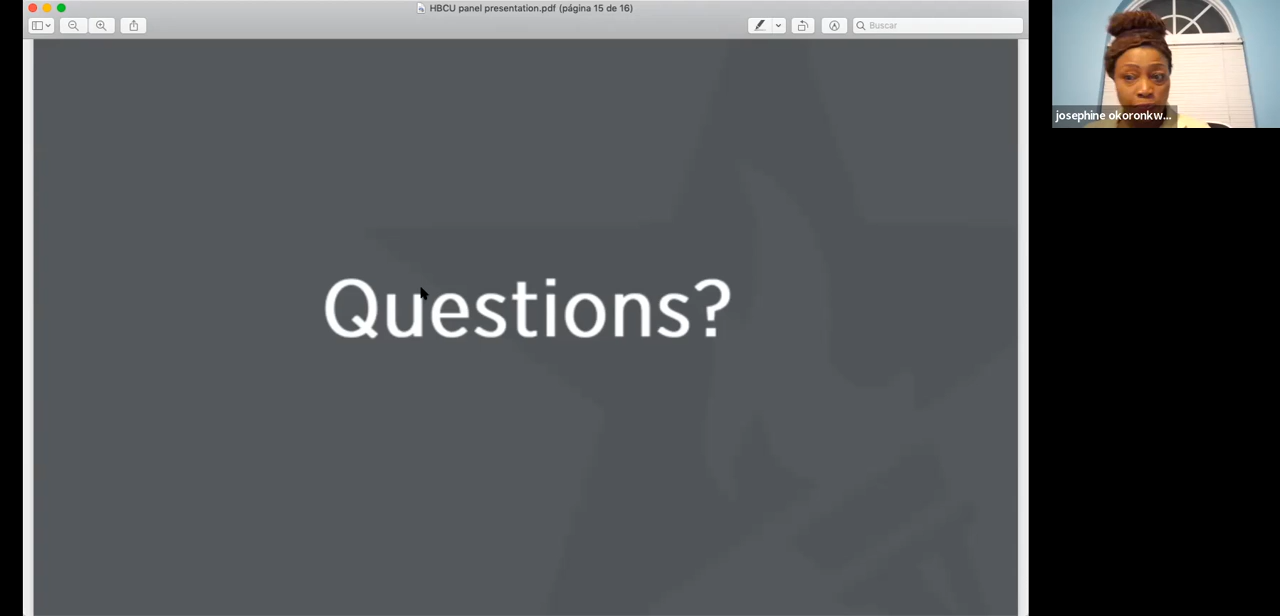 HBCU panel presentation.pdf (página 15 de 16)
Buscar
Questions?
josephine okoronkw...